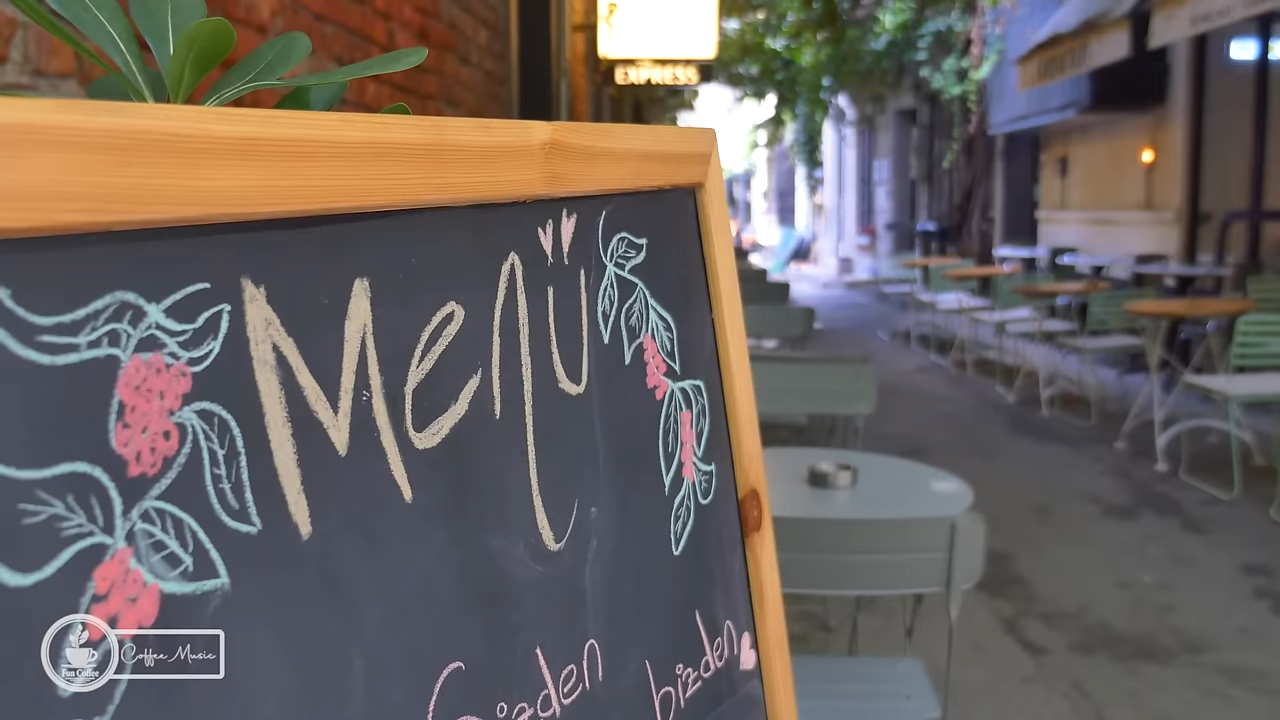 EXPRESS
Menü
bizden
Fun Coffee
Coffee Music